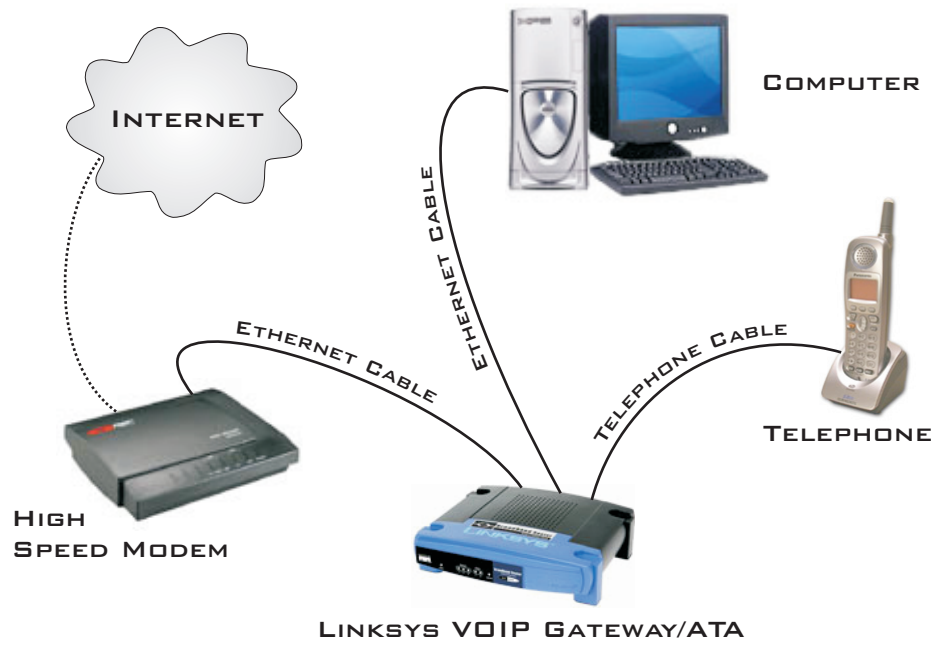 INTERNET
COMPUTER
ETHERNET CABLE
ETHERNET CABLE
TELEPHONE CABLE
TELEPHONE
HIGH
SPEED MODEM
LINKSYS
LINKSYS VOIP GATEWAY/ATA